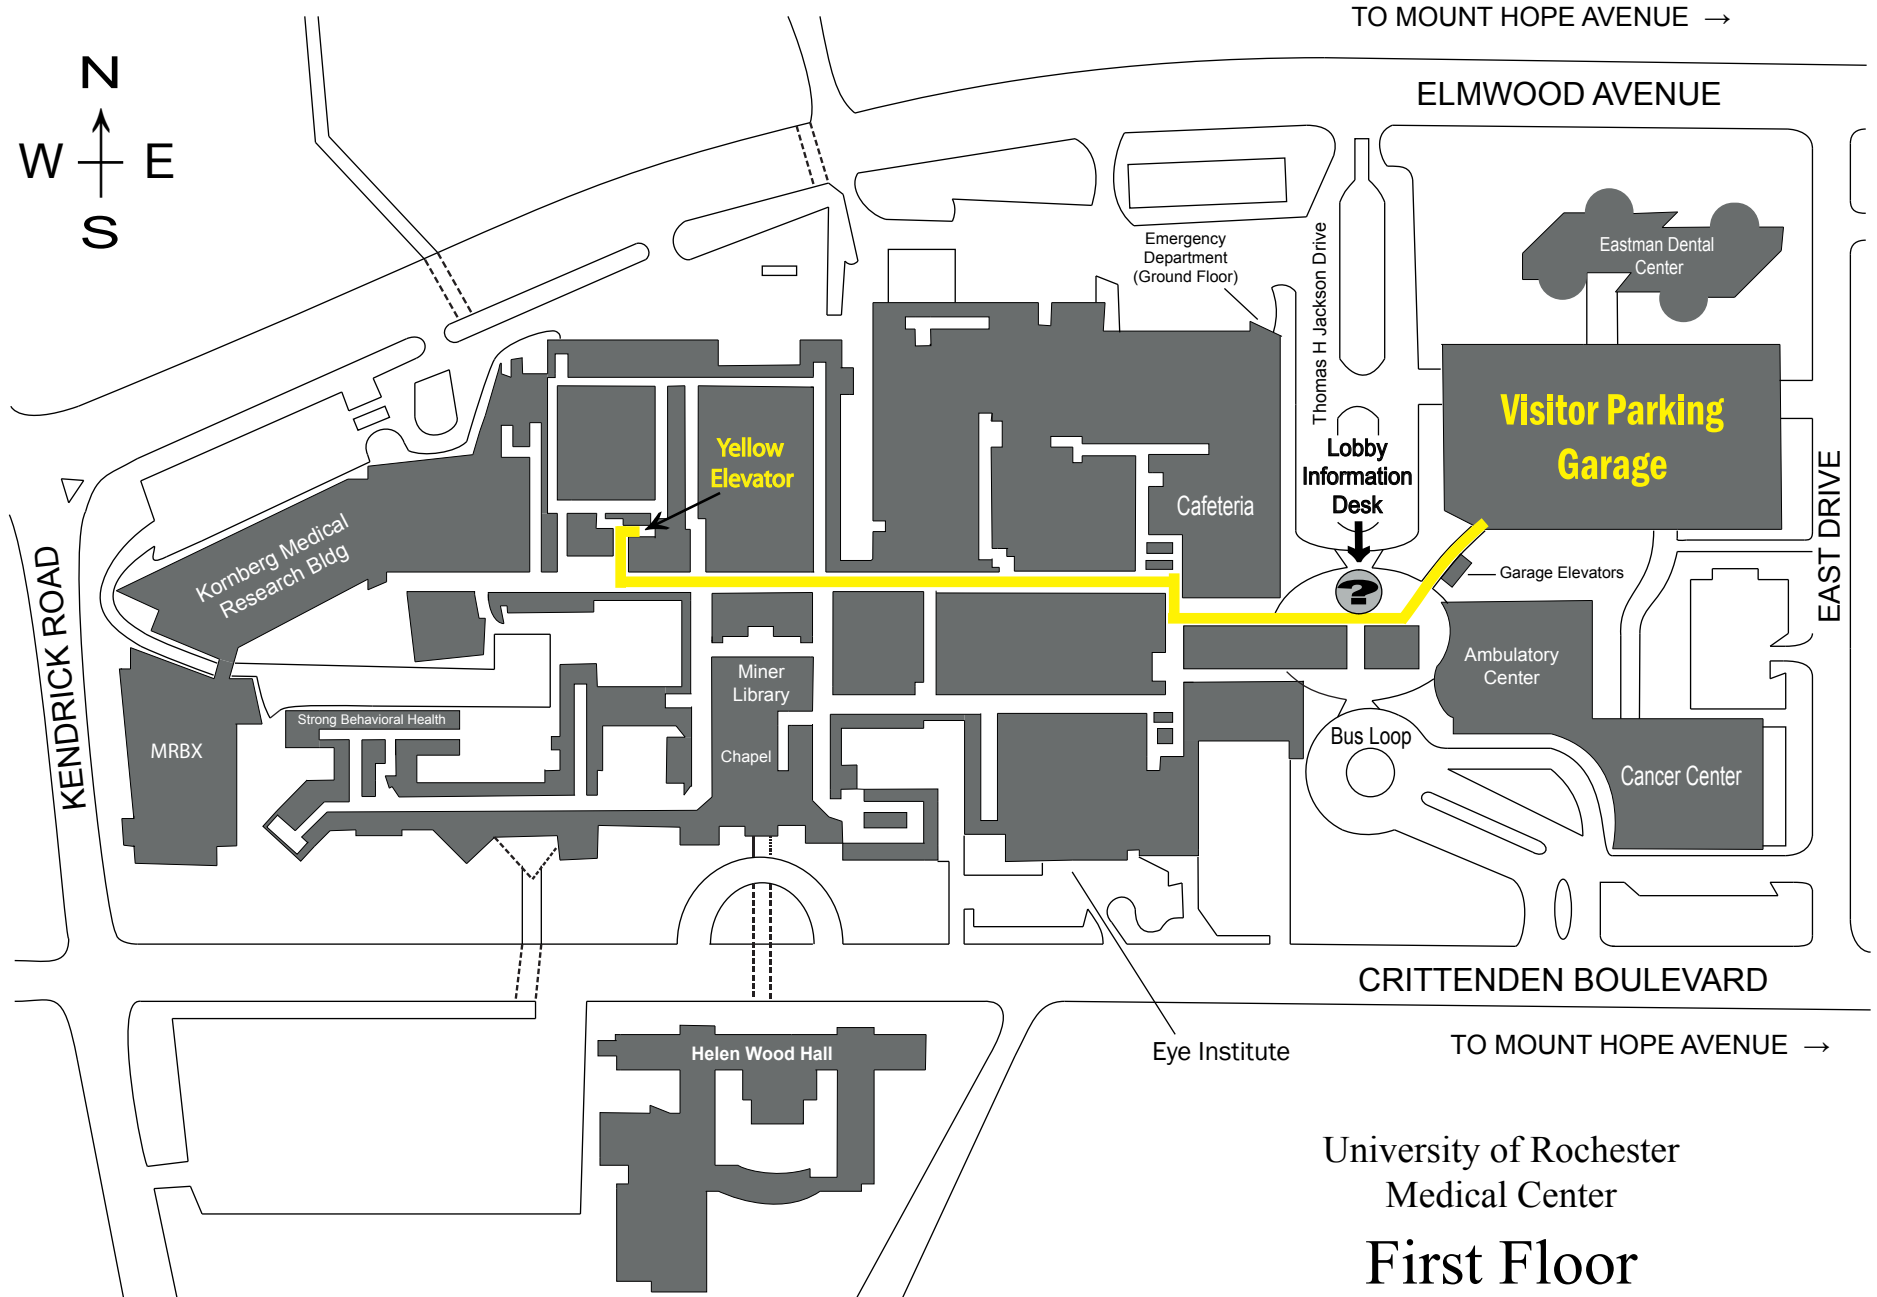 TO MOUNT HOPE AVENUE →
N
W E
S
ELMWOOD AVENUE
Eastman Dental
Center
Emergency
Department
(Ground Floor)
Thomas H Jackson Drive
Visitor Parking
Garage
Yellow
Elevator
Lobby
Information
Desk
Cafeteria
?
Garage Elevators
EAST DRIVE
Kornberg Medical
Research Bldg
KENDRICK ROAD
Miner
Library
Ambulatory
Center
Strong Behavioral Health
MRBX
Chapel
Bus Loop
Cancer Center
CRITTENDEN BOULEVARD
Eye Institute
TO MOUNT HOPE AVENUE →
Helen Wood Hall
University of Rochester
Medical Center
First Floor